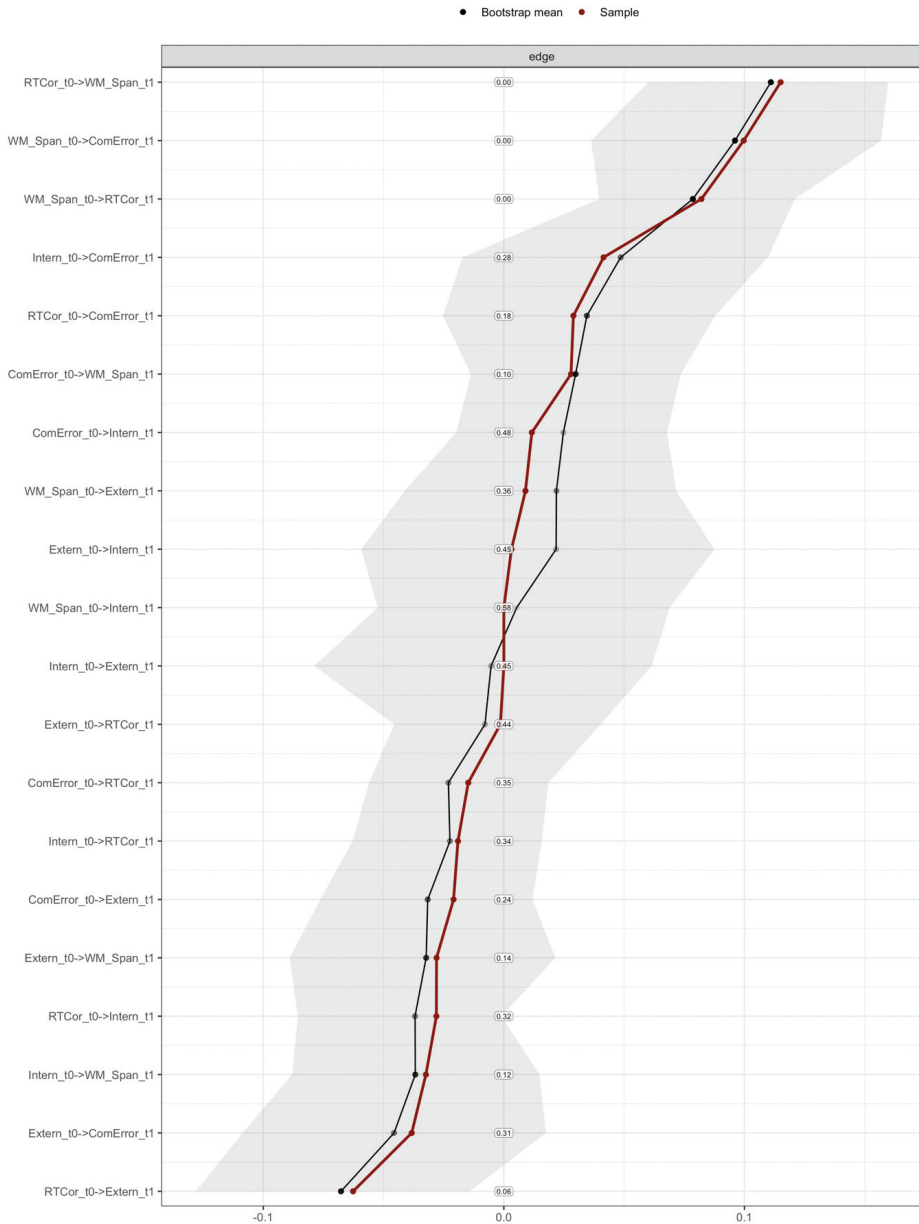 Bootstrap mean Sample
edge
RTCor_t0->WM_Span_t1 0.00
WM_Span_t0->ComError_t1 0.00
WM_Span_t0->RTCor_t1 0.00
Intern_t0->ComError_t1 0.28
RTCor_t0->ComError_t1 0.18
ComError_t0->WM_Span_t1 0.10
ComError_t0->Intern_t1 0.48
WM_Span_t0->Extern_t1 0.36
Extern_t0->Intern_t1 0.45
WM_Span_t0->Intern_t1 0.58
Intern_t0->Extern_t1 0.45
Extern_t0->RTCor_t1 0.44
ComError_t0->RTCor_t1 0.35
Intern_t0->RTCor_t1 0.34
ComError_t0->Extern_t1 0.24
Extern_t0->WM_Span_t1 0.14
RTCor_t0->Intern_t1 0.32
Intern_t0->WM_Span_t1 0.12
Extern_t0->ComError_t1 0.31
RTCor_t0->Extern_t1 0.06
-0.1 0.0 0.1